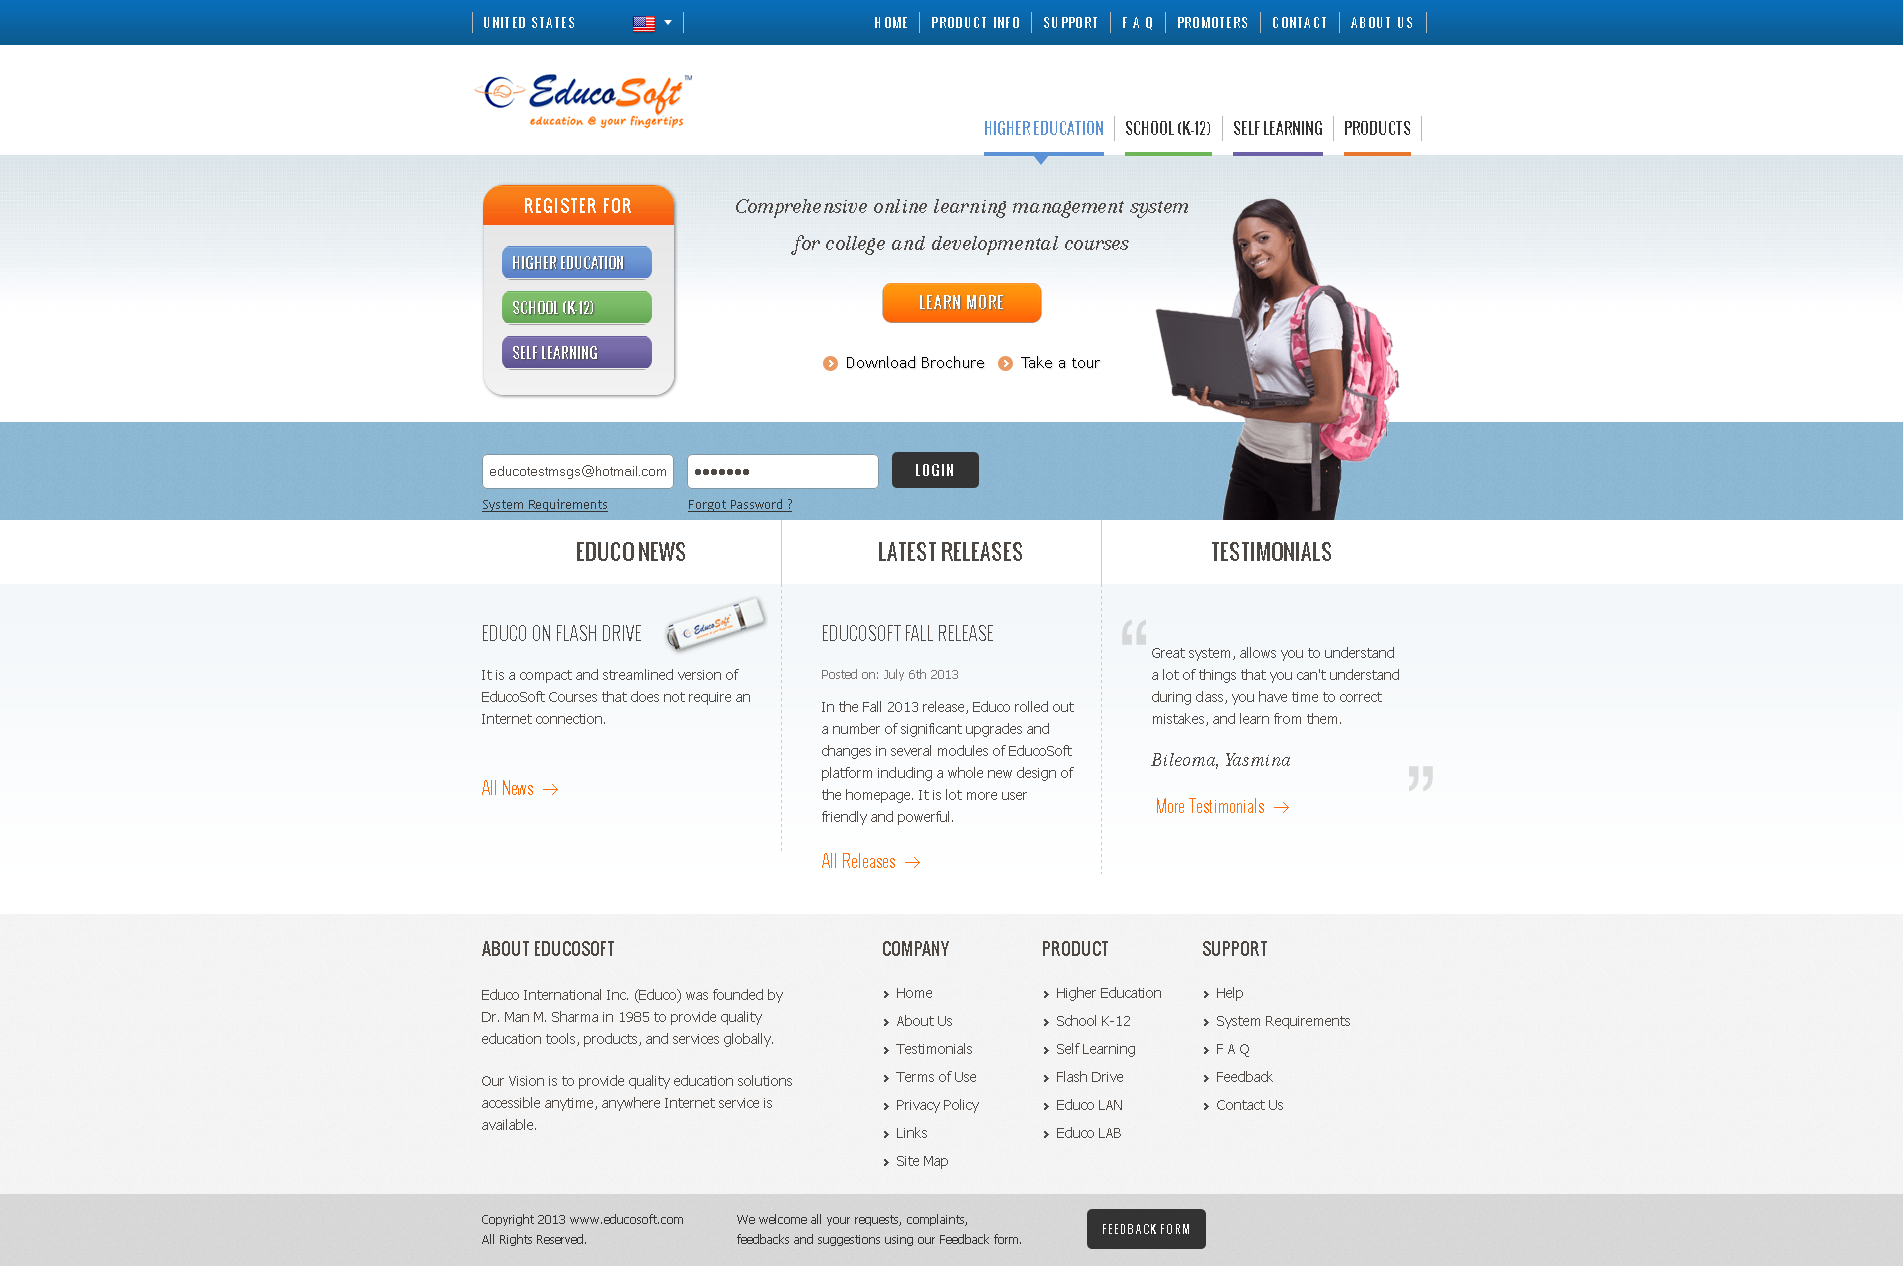 UNITED STATES
HOME
PRODUCT INFO
SUPPORT
F A Q
PROMOTERS
CONTACT
ABOUT US
EducoSoft™
education @ your fingertips
HIGHER EDUCATION
SCHOOL (K-12)
SELF LEARNING
PRODUCTS
REGISTER FOR
HIGHER EDUCATION
SCHOOL (K-12)
SELF LEARNING
Comprehensive online learning management system
for college and developmental courses
LEARN MORE
Download Brochure
Take a tour
educotestmsgs@hotmail.com
•••••••
LOGIN
System Requirements
Forgot Password ?
EDUCO NEWS
EDUCO ON FLASH DRIVE
EducoSoft
It is a compact and streamlined version of
EducoSoft Courses that does not require an
Internet connection.
All News
LATEST RELEASES
EDUCOSOFT FALL RELEASE
Posted on: July 6th 2013
In the Fall 2013 release, Educo rolled out
a number of significant upgrades and
changes in several modules of EducoSoft
platform including a whole new design of
the homepage. It is lot more user
friendly and powerful.
All Releases
TESTIMONIALS
“
Great system, allows you to understand
a lot of things that you can't understand
during class, you have time to correct
mistakes, and learn from them.
Bileoma, Yasmina
”
More Testimonials
ABOUT EDUCOSOFT
Educo International Inc. (Educo) was founded by
Dr. Man M. Sharma in 1985 to provide quality
education tools, products, and services globally.
Our Vision is to provide quality education solutions
accessible anytime, anywhere Internet service is
available.
COMPANY
Home
About Us
Testimonials
Terms of Use
Privacy Policy
Links
Site Map
PRODUCT
Higher Education
School K-12
Self Learning
Flash Drive
Educo LAN
Educo LAB
SUPPORT
Help
System Requirements
F A Q
Feedback
Contact Us
Copyright 2013 www.educosoft.com
All Rights Reserved.
We welcome all your requests, complaints,
feedbacks and suggestions using our Feedback form.
FEEDBACK FORM